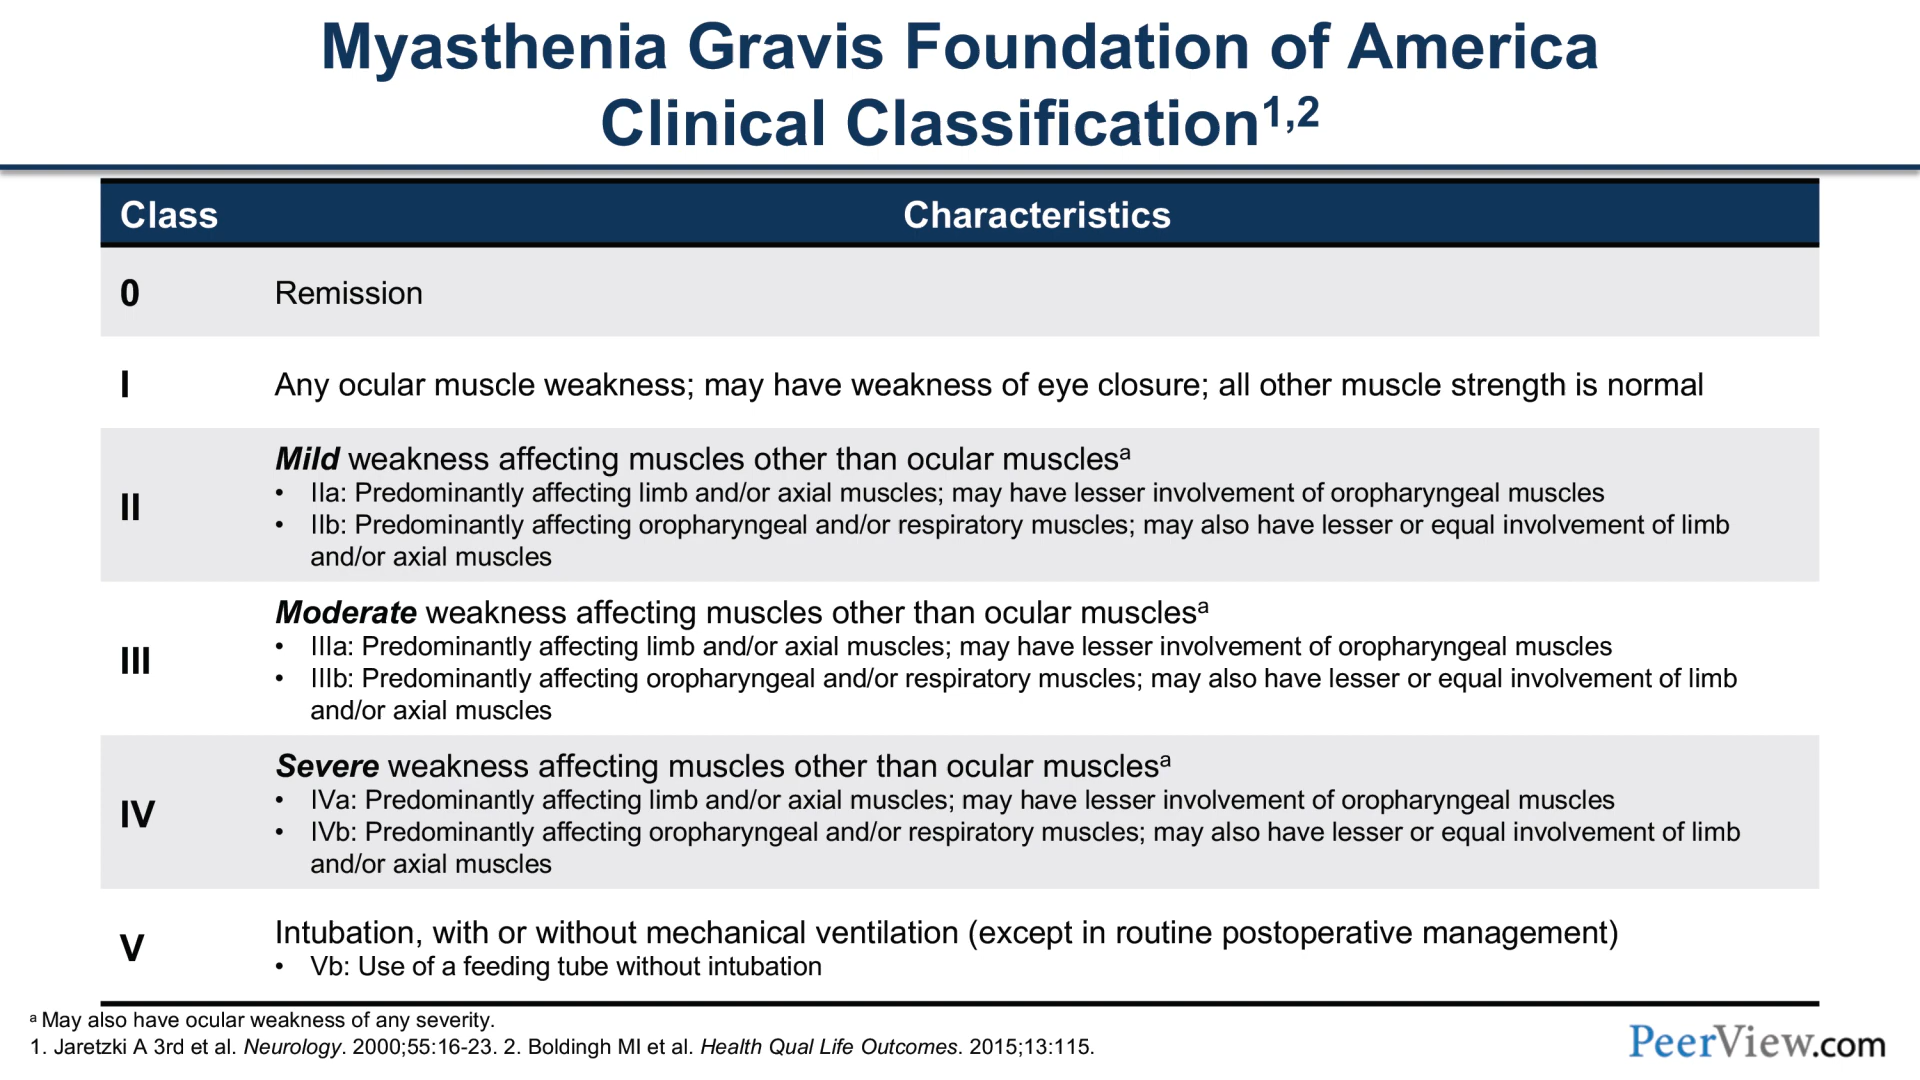 Myasthenia Gravis Foundation of America
Clinical Classification1,2
Class Characteristics
0 Remission
I Any ocular muscle weakness; may have weakness of eye closure; all other muscle strength is normal
II
Mild weakness affecting muscles other than ocular musclesa
• IIa: Predominantly affecting limb and/or axial muscles; may have lesser involvement of oropharyngeal muscles
• IIb: Predominantly affecting oropharyngeal and/or respiratory muscles; may also have lesser or equal involvement of limb
and/or axial muscles
III
Moderate weakness affecting muscles other than ocular musclesa
• IIIa: Predominantly affecting limb and/or axial muscles; may have lesser involvement of oropharyngeal muscles
• IIIb: Predominantly affecting oropharyngeal and/or respiratory muscles; may also have lesser or equal involvement of limb
and/or axial muscles
IV
Severe weakness affecting muscles other than ocular musclesa
• IVa: Predominantly affecting limb and/or axial muscles; may have lesser involvement of oropharyngeal muscles
• IVb: Predominantly affecting oropharyngeal and/or respiratory muscles; may also have lesser or equal involvement of limb
and/or axial muscles
V
Intubation, with or without mechanical ventilation (except in routine postoperative management)
• Vb: Use of a feeding tube without intubation
a May also have ocular weakness of any severity.
1. Jaretzki A 3rd et al. Neurology. 2000;55:16-23. 2. Boldingh MI et al. Health Qual Life Outcomes. 2015;13:115.
PeerView.com